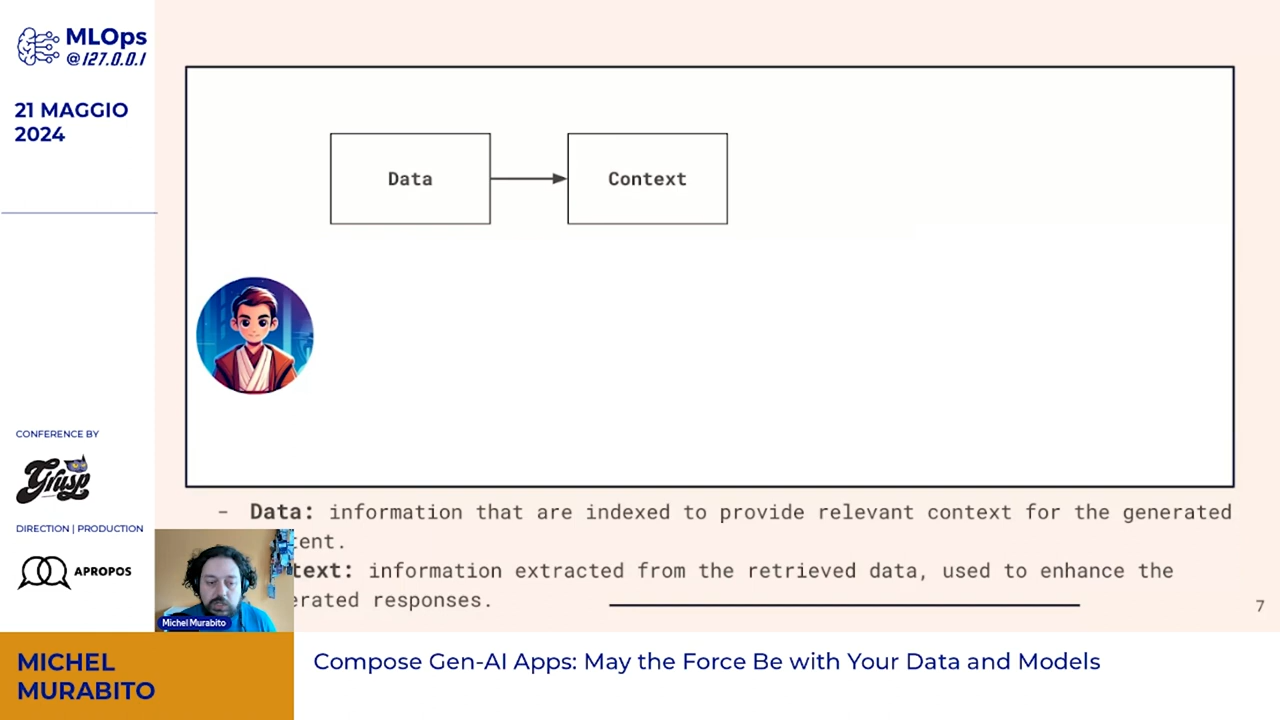 MLOps
@127.0.0.1
21 MAGGIO
2024
Data
Context
- Data: information that are indexed to provide relevant context for the generated
tent.
text: information extracted from the retrieved data, used to enhance the
erated responses.
7
CONFERENCE BY
Grusp
DIRECTION | PRODUCTION
APROPOS
Michel Murabito
MICHEL
MURABITO
Compose Gen-AI Apps: May the Force Be with Your Data and Models